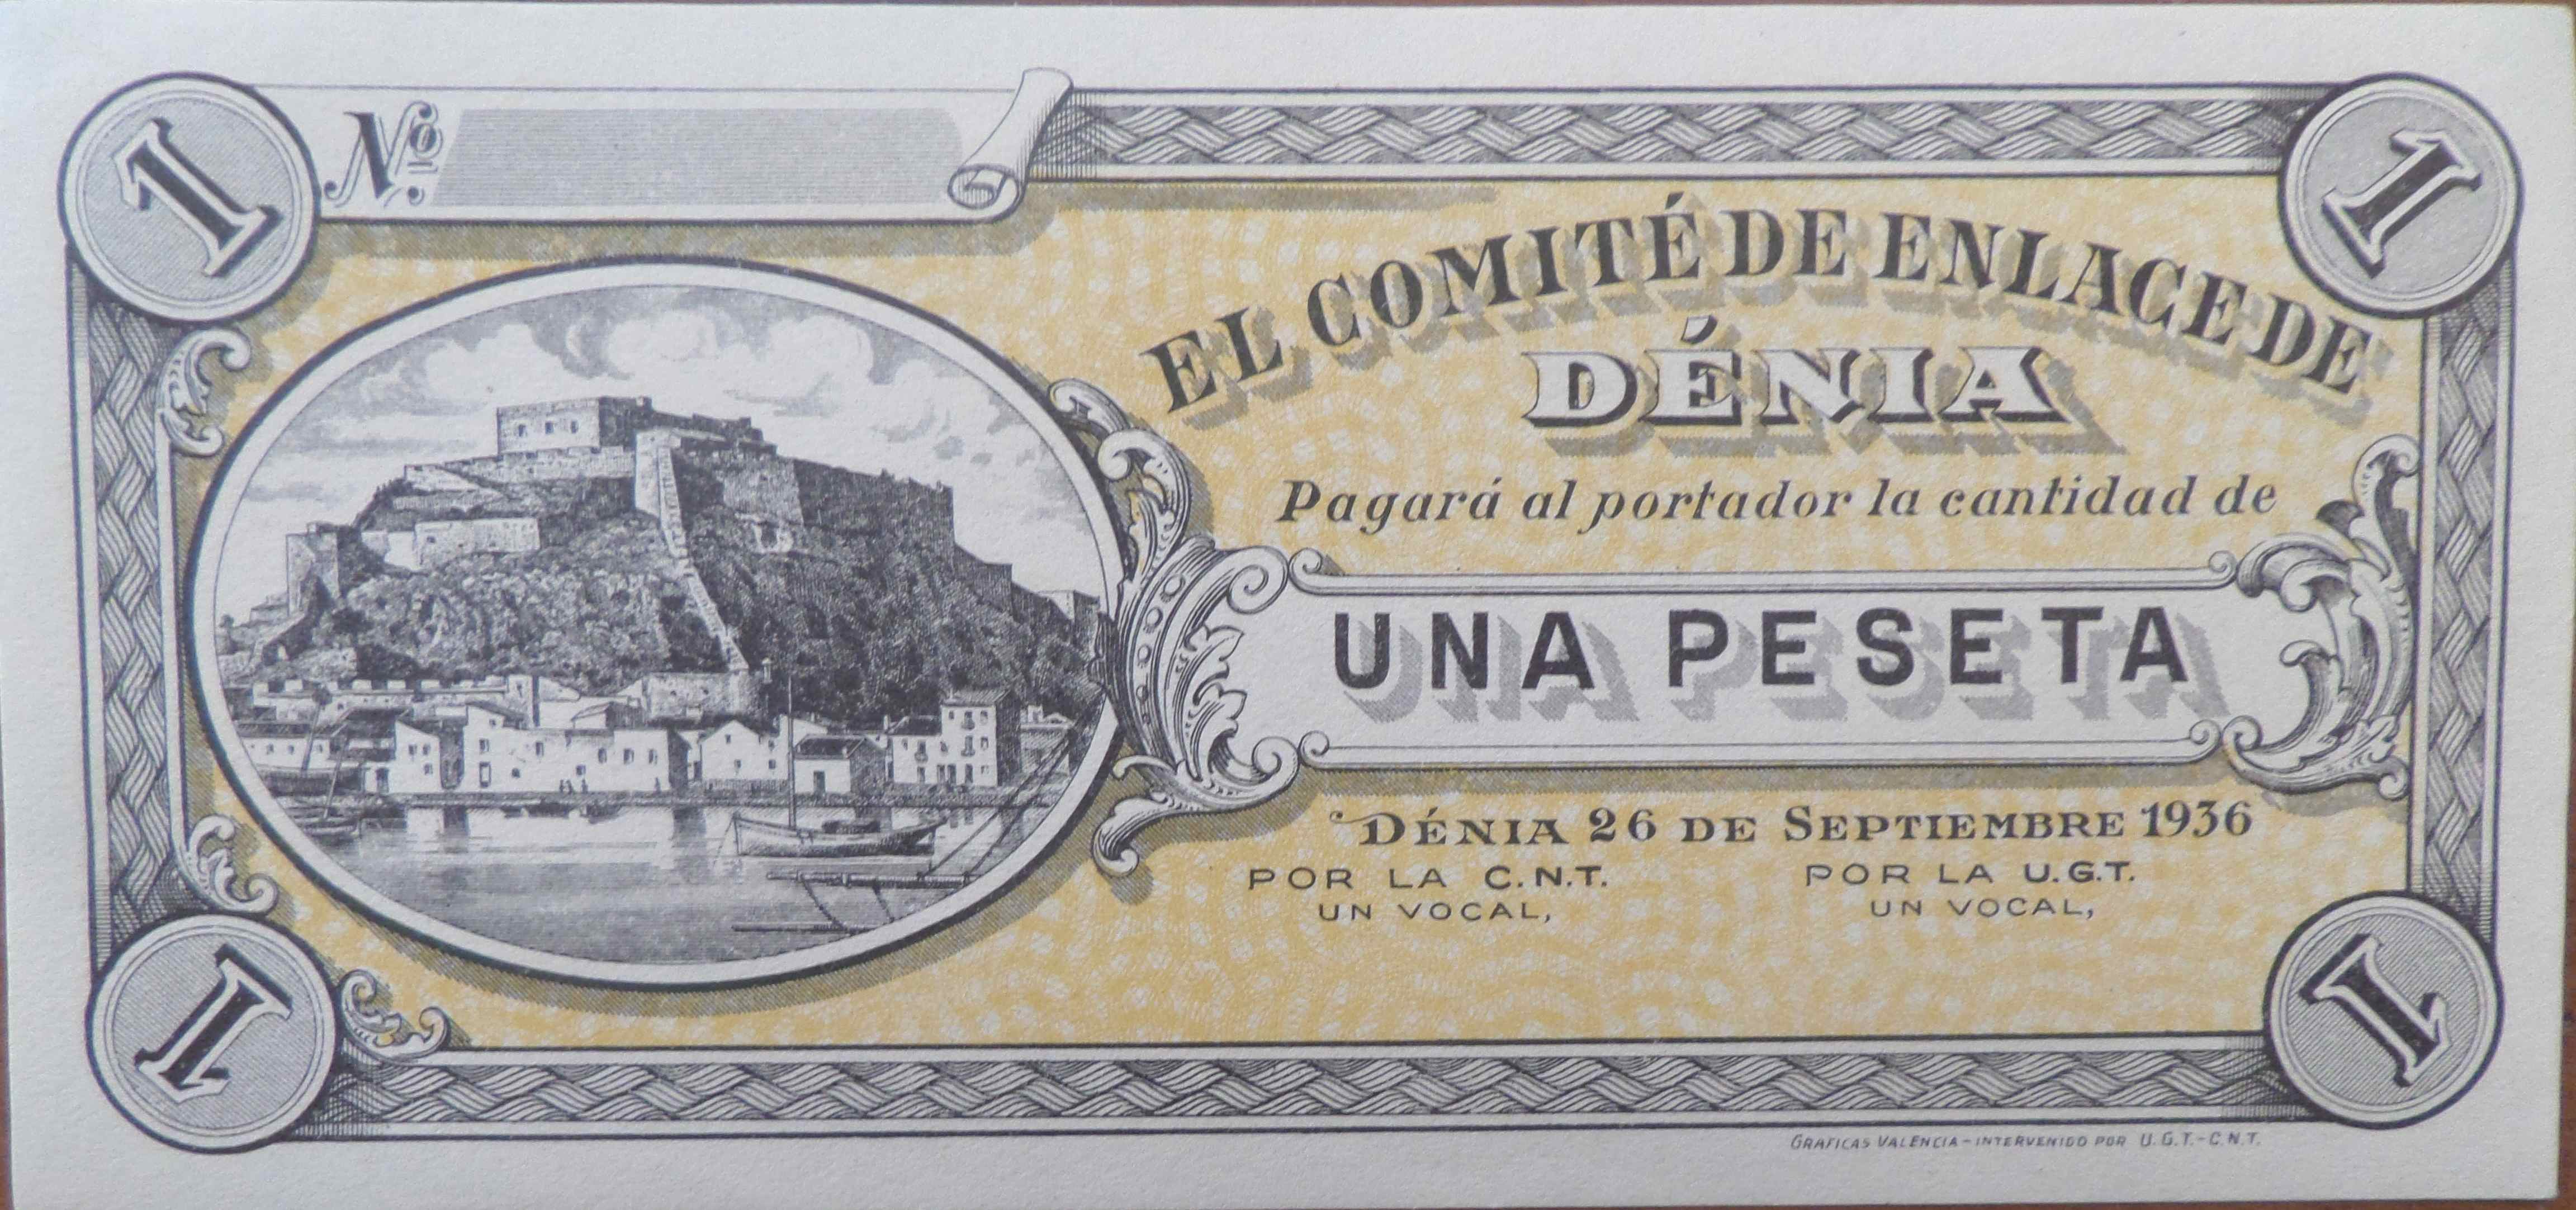 1
Nº.
1
EL COMITÉ DE ENLACE DE
DÉNIA
Pagará al portador la cantidad de
UNA PESETA
DÉNIA 26 DE SEPTIEMBRE 1936
POR LA C.N.T. POR LA U.G.T.
UN VOCAL, UN VOCAL,
1
1
GRAFICAS VALENCIA-INTERVENIDO POR U.G.T.-C.N.T.